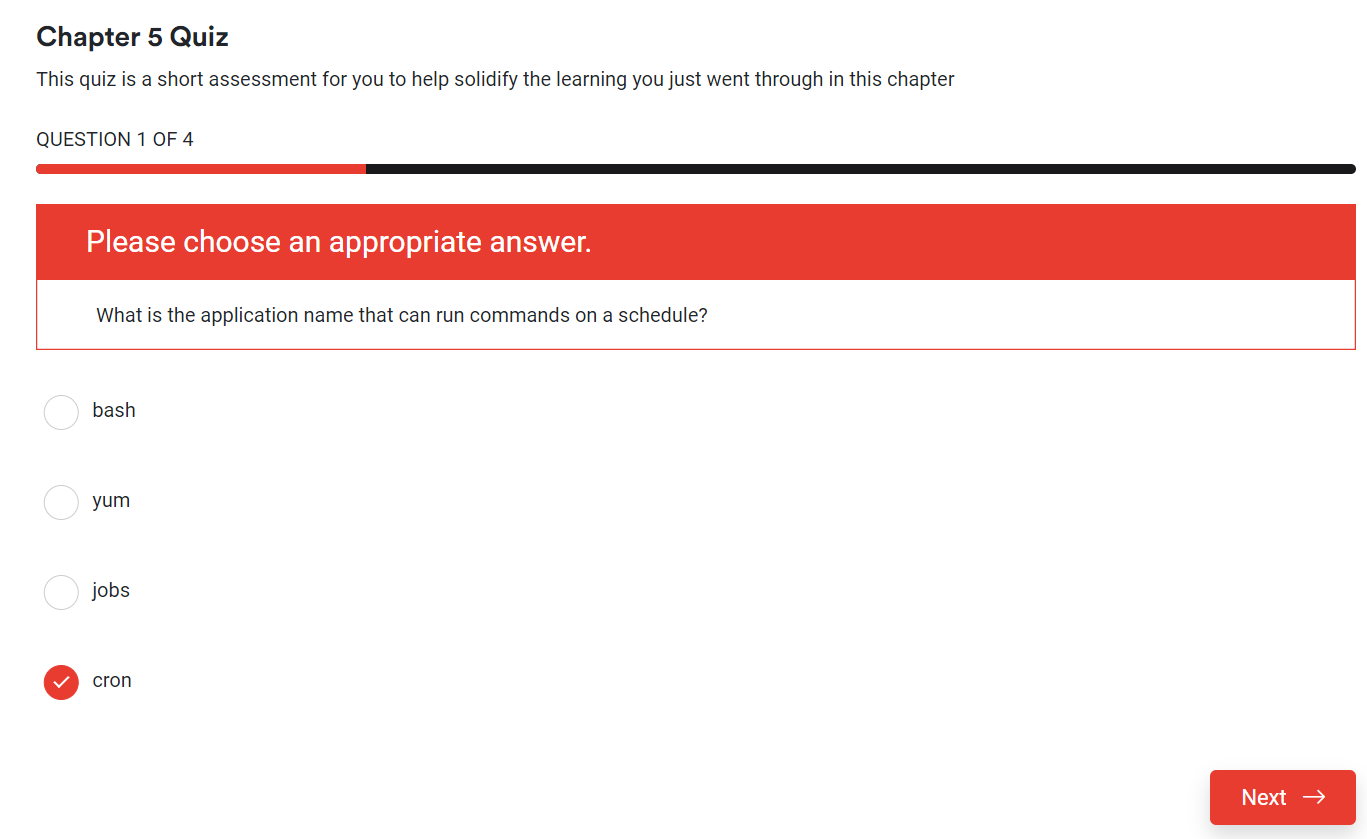 Chapter 5 Quiz
This quiz is a short assessment for you to help solidify the learning you just went through in this chapter
QUESTION 1 OF 4
Please choose an appropriate answer.
What is the application name that can run commands on a schedule?
bash
yum
jobs
cron
Next